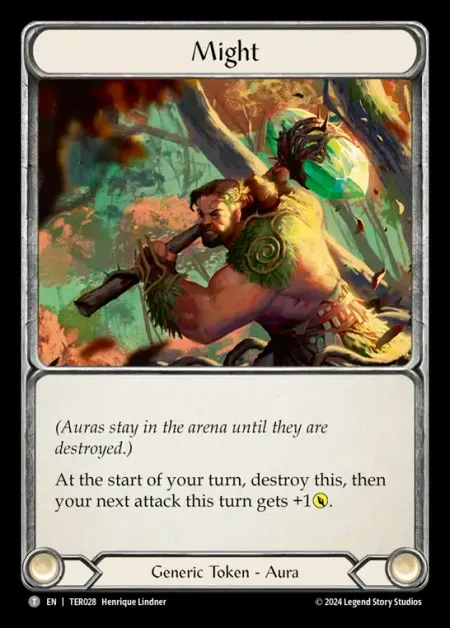 Might
(Auras stay in the arena until they are
destroyed.)
At the start of your turn, destroy this, then
your next attack this turn gets +1.
Generic Token - Aura
T EN | TER028 Henrique Lindner
© 2024 Legend Story Studios